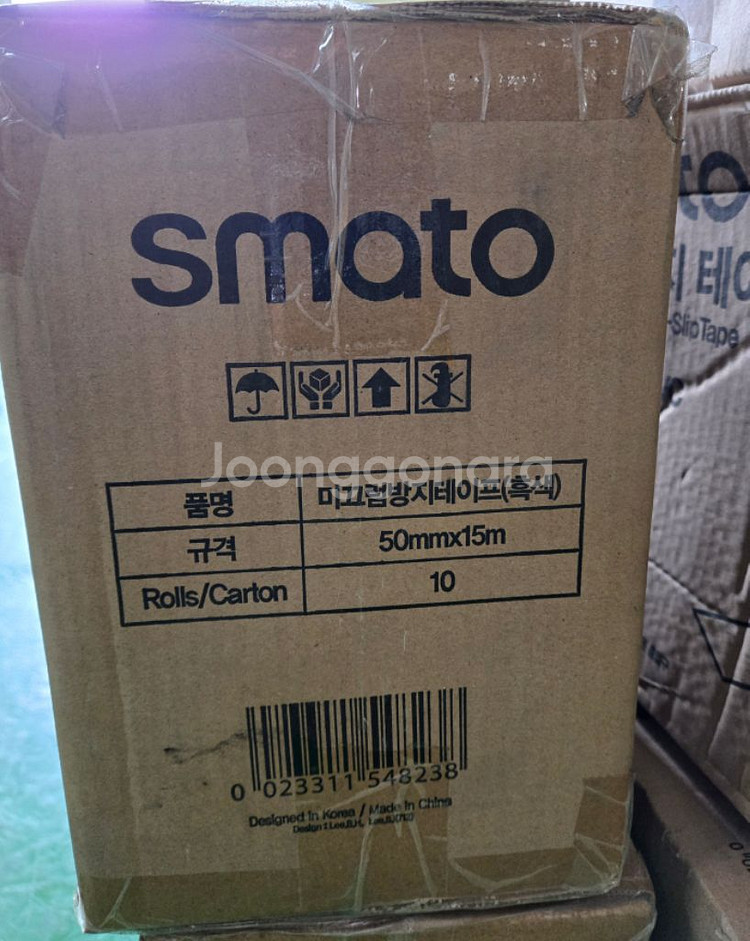 smato
Joonggonara
품명 미끄럼방지테이프(흑색)
규격 50mmx15m
Rolls/Carton 10
0 023311 548238
Designed in Korea / Made in China
to
테이
-Slip Tape